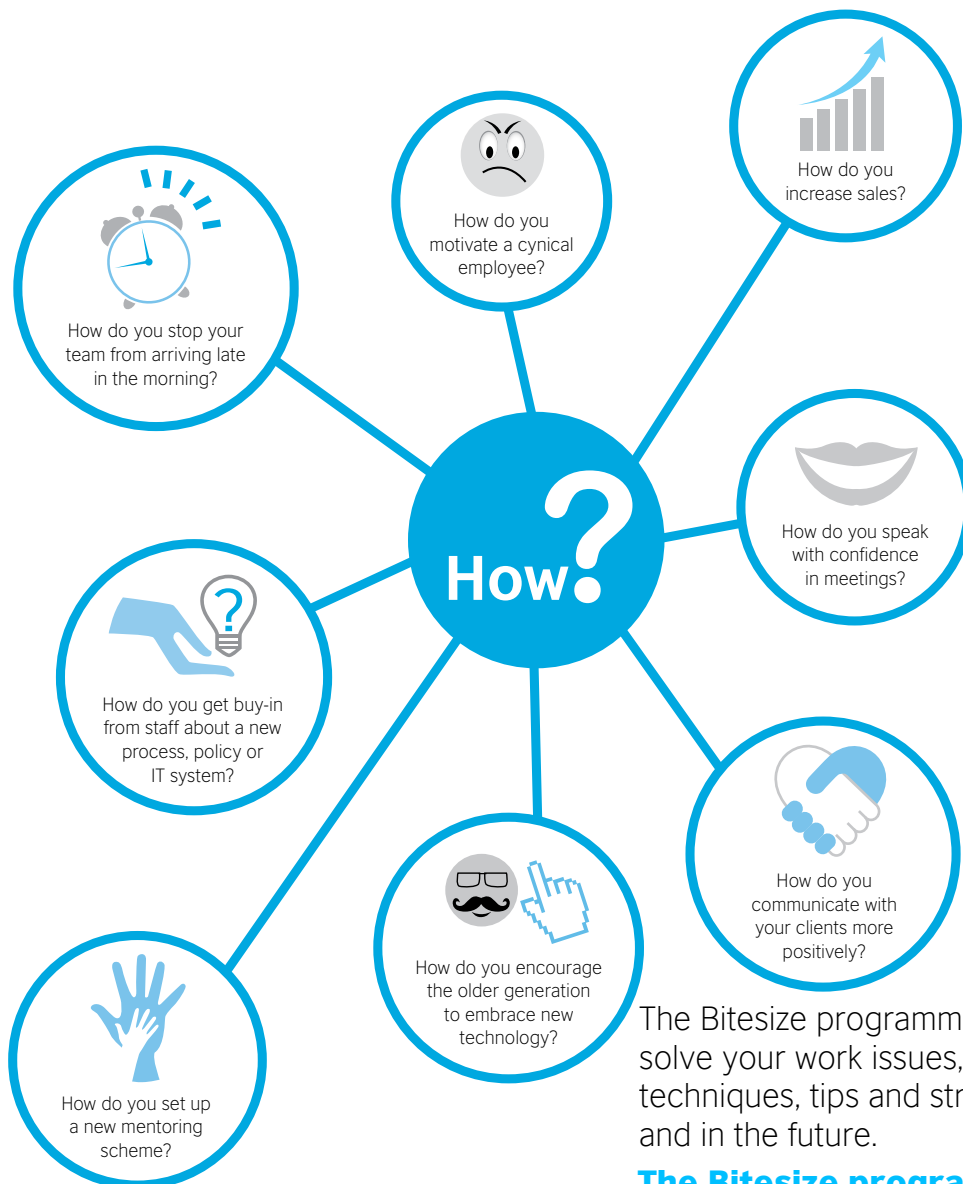 How do you
increase sales?
How do you
motivate a cynical
employee?
How do you stop your
team from arriving late
in the morning?
How?
How do you speak
with confidence
in meetings?
How do you get buy-in
from staff about a new
process, policy or
IT system?
How do you
communicate with
your clients more
positively?
How do you encourage
the older generation
to embrace new
technology?
How do you set up
a new mentoring
scheme?
The Bitesize
solve your work issues,
techniques, tips and
and in the future.
The Bitesize